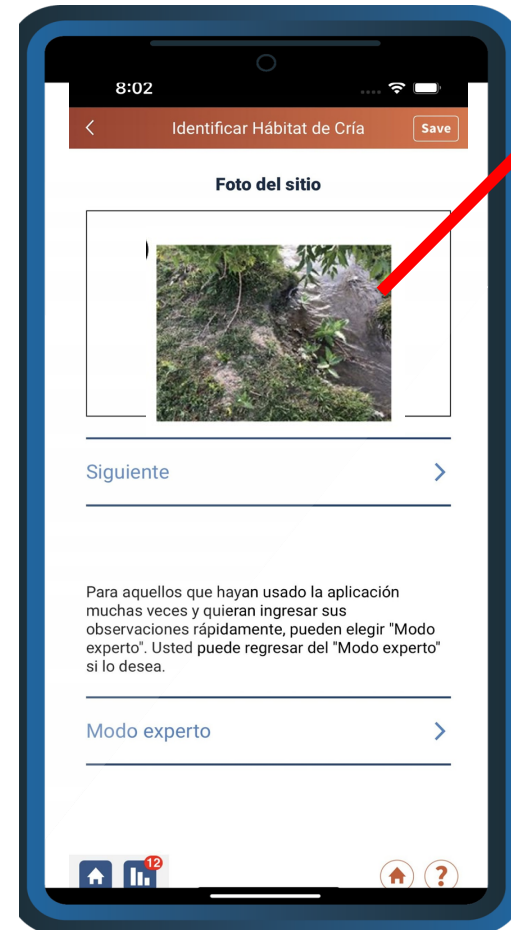 8:02
Identificar Hábitat de Cría
Save
Foto del sitio
Siguiente
Para aquellos que hayan usado la aplicación
muchas veces y quieran ingresar sus
observaciones rápidamente, pueden elegir "Modo
experto". Usted puede regresar del "Modo experto"
si lo desea.
Modo experto
12
?